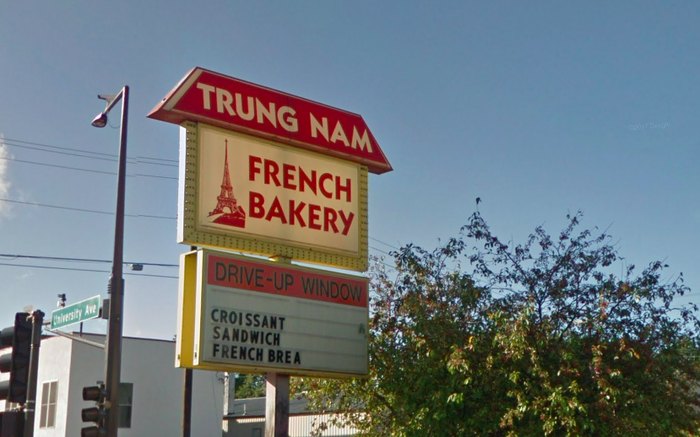 TRUNG NAM
FRENCH
BAKERY
DRIVE-UP WINDOW
CROISSANT
SANDWICH
FRENCH BREA
University Ave